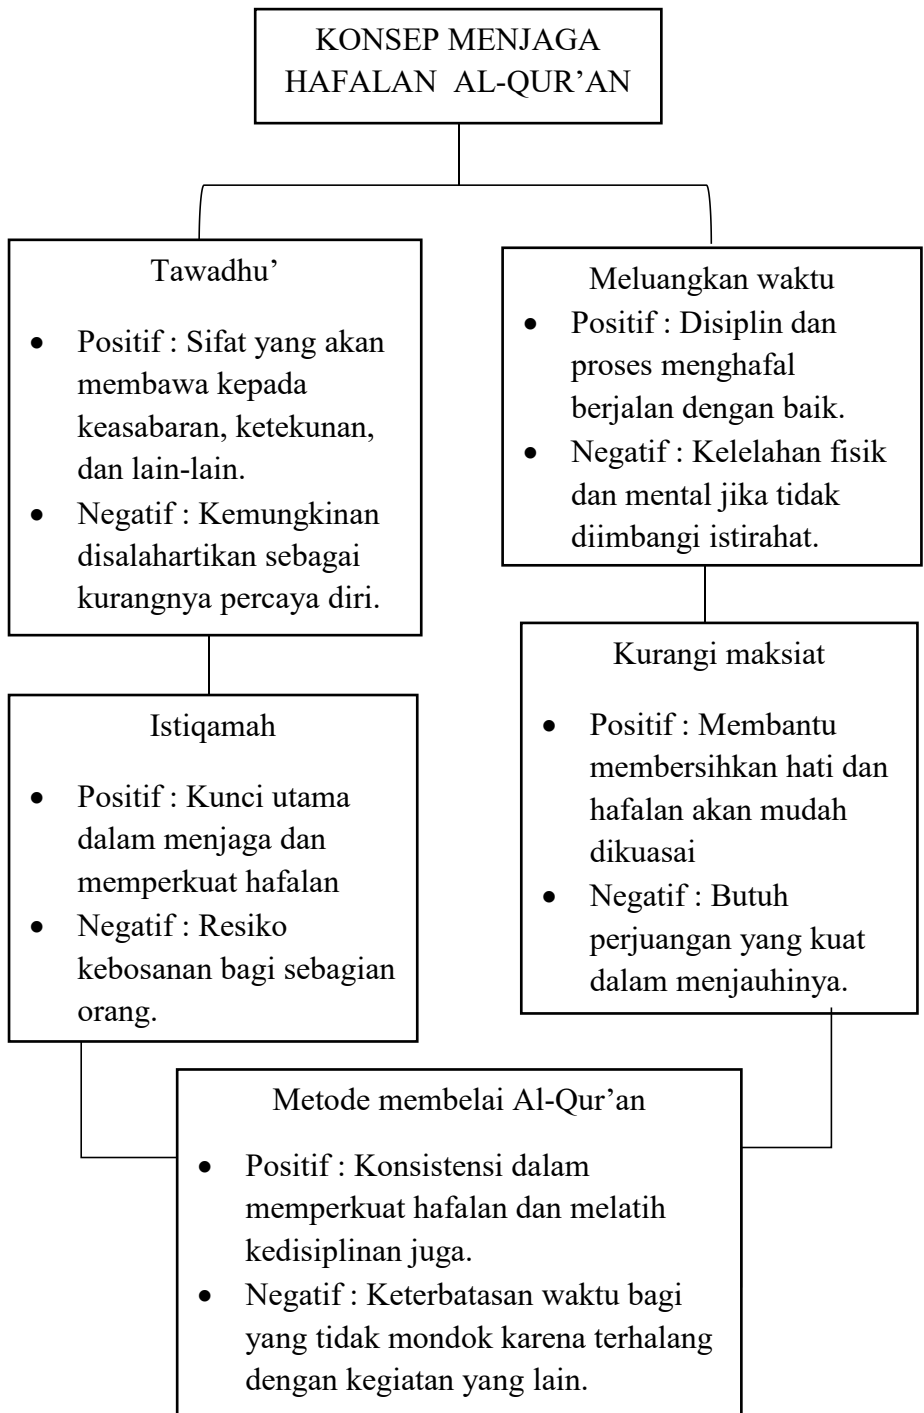 KONSEP MENJAGA
HAFALAN AL-QUR’AN
Tawadhu’
• Positif : Sifat yang akan
membawa kepada
keasabaran, ketekunan,
dan lain-lain.
• Negatif : Kemungkinan
disalahartikan sebagai
kurangnya percaya diri.
Meluangkan waktu
• Positif : Disiplin dan
proses menghafal
berjalan dengan baik.
• Negatif : Kelelahan fisik
dan mental jika tidak
diimbangi istirahat.
Istiqamah
• Positif : Kunci utama
dalam menjaga dan
memperkuat hafalan
• Negatif : Resiko
kebosanan bagi sebagian
orang.
Kurangi maksiat
• Positif : Membantu
membersihkan hati dan
hafalan akan mudah
dikuasai
• Negatif : Butuh
perjuangan yang kuat
dalam menjauhinya.
Metode membelai Al-Qur’an
• Positif : Konsistensi dalam
memperkuat hafalan dan melatih
kedisiplinan juga.
• Negatif : Keterbatasan waktu bagi
yang tidak mondok karena terhalang
dengan kegiatan yang lain.